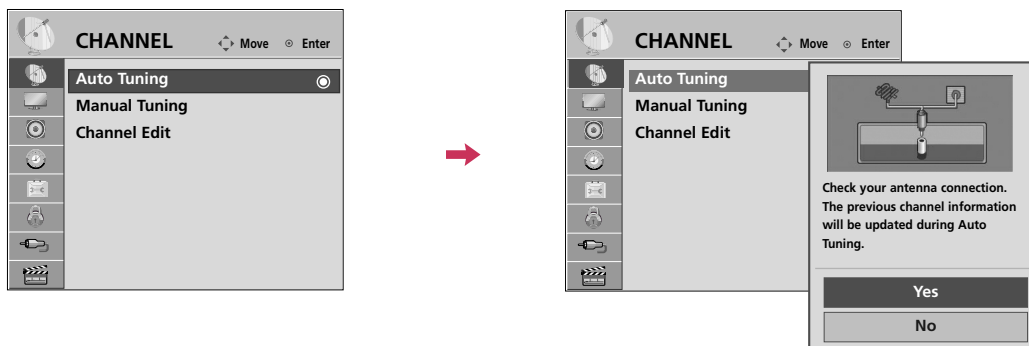 CHANNEL Move Enter
Auto Tuning
Manual Tuning
Channel Edit
CHANNEL Move Enter
Auto Tuning
Manual Tuning
Channel Edit
Check your antenna connection.
The previous channel information
will be updated during Auto
Tuning.
Yes
No